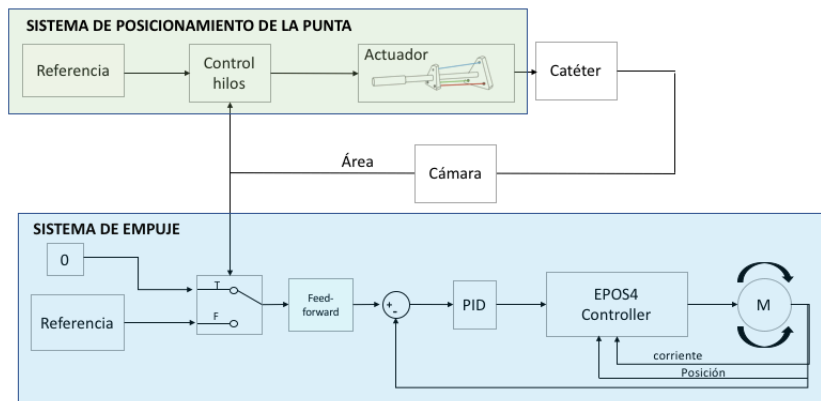 SISTEMA DE POSICIONAMIENTO DE LA PUNTA
Referencia
Control
hilos
Actuador
Catéter
Área
Cámara
SISTEMA DE EMPUJE
0
Referencia
T
F
Feed-
forward
+
-
-
PID
EPOS4
Controller
M
corriente
Posición